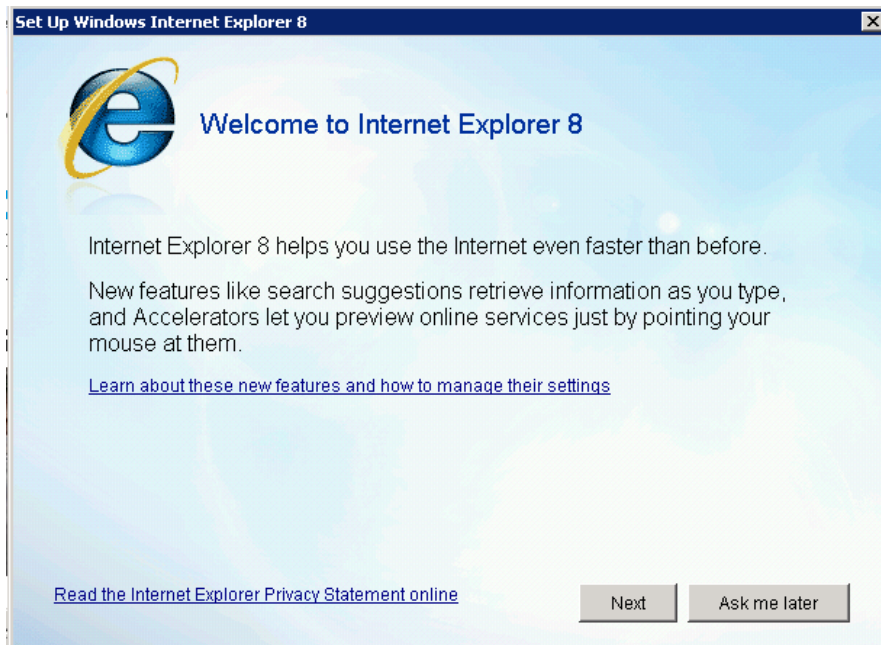 Set Up Windows Internet Explorer 8
Welcome to Internet Explorer 8
Internet Explorer 8 helps you use the Internet even faster than before.
New features like search suggestions retrieve information as you type,
and Accelerators let you preview online services just by pointing your
mouse at them.
Learn about these new features and how to manage their settings
Read the Internet Explorer Privacy Statement online
Next
Ask me later